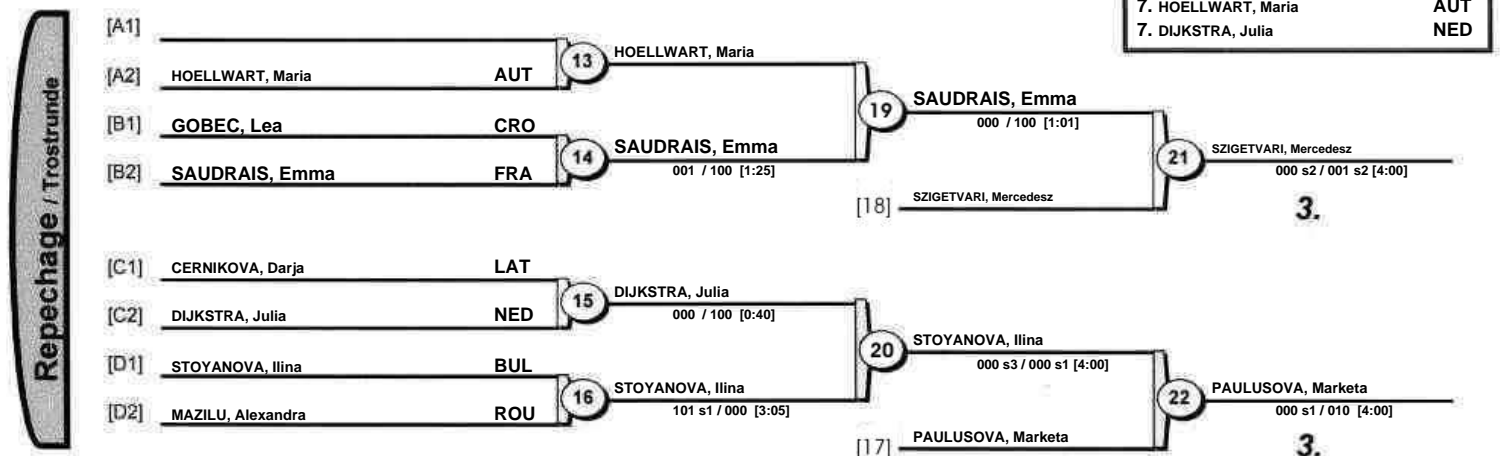 7. HOELLWART, Maria AUT
7. DIJKSTRA, Julia NED
Repechage / Trostrunde
[A1]
[A2] HOELLWART, Maria AUT
13 HOELLWART, Maria
[B1] GOBEC, Lea CRO
[B2] SAUDRAIS, Emma FRA
14 SAUDRAIS, Emma
001 / 100 [1:25]
19 SAUDRAIS, Emma
000 / 100 [1:01]
[18] SZIGETVARI, Mercedesz
21 SZIGETVARI, Mercedesz
000 s2 / 001 s2 [4:00]
3.
[C1] CERNIKOVA, Darja LAT
[C2] DIJKSTRA, Julia NED
15 DIJKSTRA, Julia
000 / 100 [0:40]
[D1] STOYANOVA, Ilina BUL
[D2] MAZILU, Alexandra ROU
16 STOYANOVA, Ilina
101 s1 / 000 [3:05]
20 STOYANOVA, Ilina
000 s3 / 000 s1 [4:00]
[17] PAULUSOVA, Marketa
22 PAULUSOVA, Marketa
000 s1 / 010 [4:00]
3.